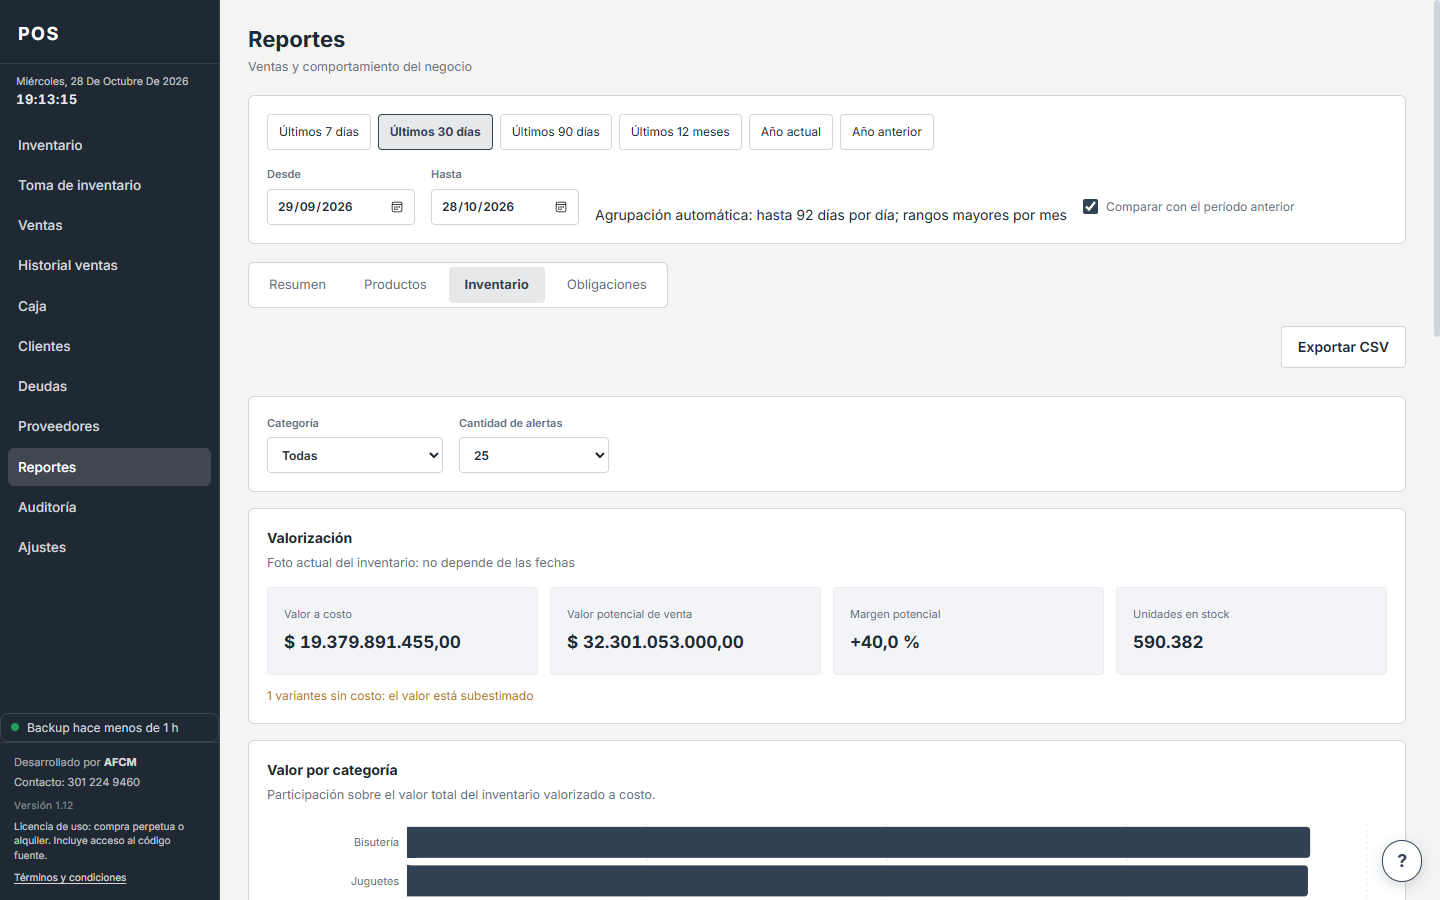 POS
Miércoles, 28 De Octubre De 2026
19:13:15
Inventario
Toma de inventario
Ventas
Historial ventas
Caja
Clientes
Deudas
Proveedores
Reportes
Auditoría
Ajustes
Backup hace menos de 1 h
Desarrollado por AFCM
Contacto: 301 224 9460
Versión 1.12
Licencia de uso: compra perpetua o
alquiler. Incluye acceso al código
fuente.
Términos y condiciones
Reportes
Ventas y comportamiento del negocio
Últimos 7 días
Últimos 30 días
Últimos 90 días
Últimos 12 meses
Año actual
Año anterior
Desde
Hasta
29/09/2026
28/10/2026
Agrupación automática: hasta 92 días por día; rangos mayores por mes
Comparar con el período anterior
Resumen
Productos
Inventario
Obligaciones
Exportar CSV
Categoría
Cantidad de alertas
Todas
25
Valorización
Foto actual del inventario: no depende de las fechas
Valor a costo
$ 19.379.891.455,00
Valor potencial de venta
$ 32.301.053.000,00
Margen potencial
+40,0 %
Unidades en stock
590.382
1 variantes sin costo: el valor está subestimado
Valor por categoría
Participación sobre el valor total del inventario valorizado a costo.
Bisutería
Juguetes
?